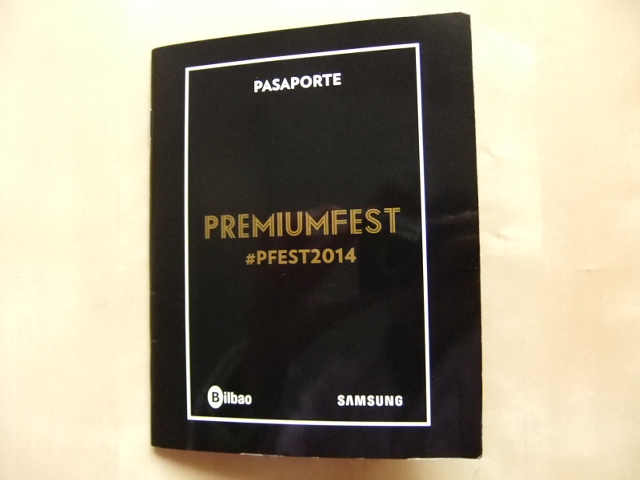 PASAPORTE
PREMIUMFEST
#PFEST2014
Bilbao
SAMSUNG